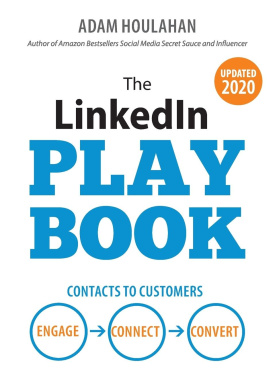 ADAM HOULAHAN
Author of Amazon Bestsellers Social Media Secret Sauce and Influencer
UPDATED
2020
The
LinkedIn
PLAY
BOOK
CONTACTS TO CUSTOMERS
ENGAGE → CONNECT → CONVERT